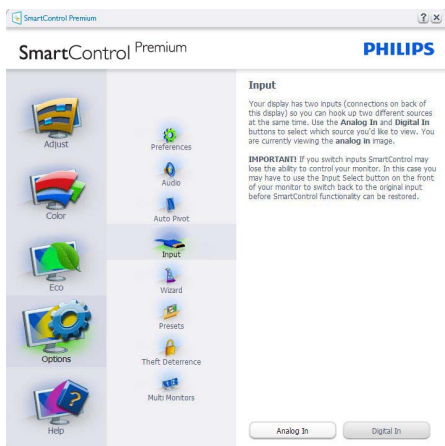 SmartControl Premium
? X
SmartControl Premium
PHILIPS
Adjust
Color
Eco
Options
Help
Preferences
Audio
Auto Pivot
Input
Wizard
Presets
Theft Deterrence
Multi Monitors
Input
Your display has two inputs (connections on back of
this display) so you can hook up two different sources
at the same time. Use the Analog In and Digital In
buttons to select which source you'd like to view. You
are currently viewing the analog in image.
IMPORTANT! If you switch inputs SmartControl may
lose the ability to control your monitor. In this case you
may have to use the Input Select button on the front
of your monitor to switch back to the original input
before SmartControl functionality can be restored.
Analog In
Digital In